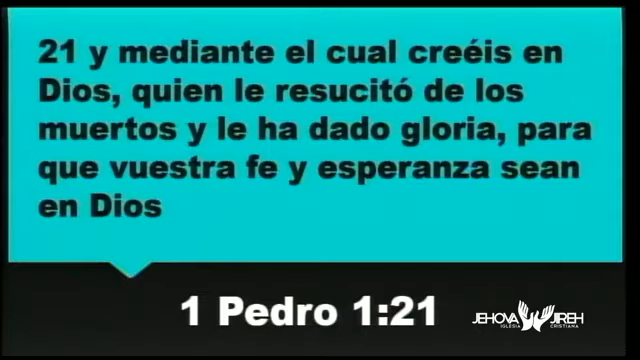 21 y mediante el cual creéis en
Dios, quien le resucitó de los
muertos y le ha dado gloria, para
que vuestra fe y esperanza sean
en Dios
1 Pedro 1:21
JEHOVA JIREH
IGLESIA CRISTIANA